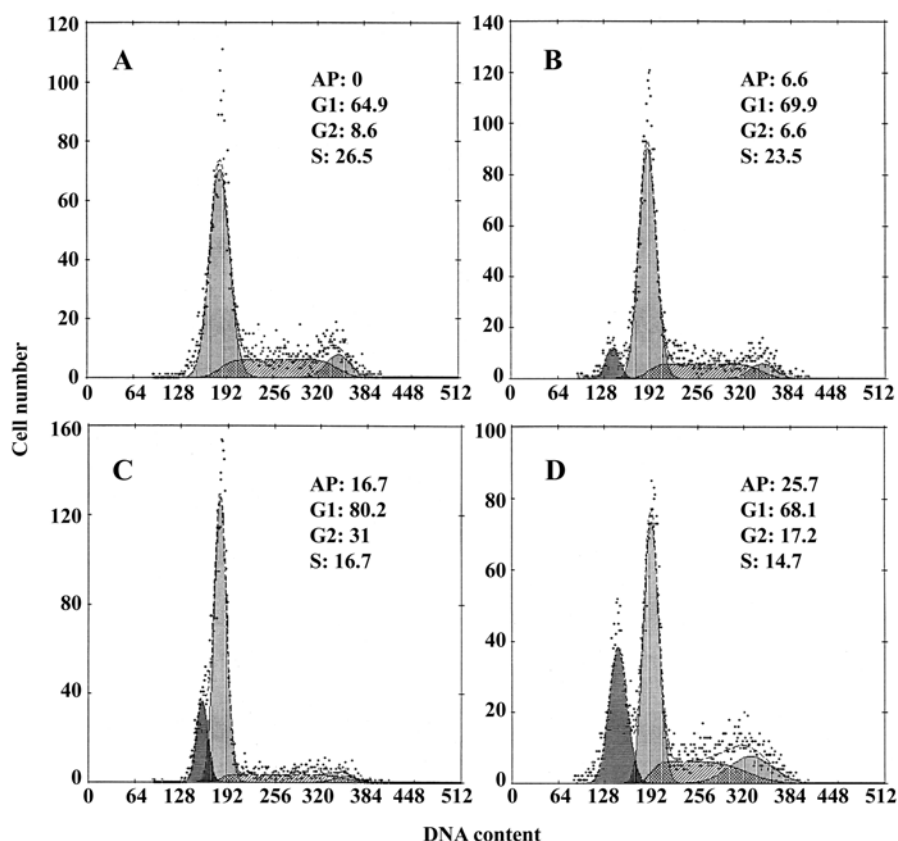 A
AP: 0
G1: 64.9
G2: 8.6
S: 26.5
120
100
80
60
40
20
0
0 64 128 192 256 320 384 448 512
B
AP: 6.6
G1: 69.9
G2: 6.6
S: 23.5
140
120
100
80
60
40
20
0
0 64 128 192 256 320 384 448 512
Cell number
C
AP: 16.7
G1: 80.2
G2: 31
S: 16.7
160
120
80
40
0
0 64 128 192 256 320 384 448 512
D
AP: 25.7
G1: 68.1
G2: 17.2
S: 14.7
100
80
60
40
20
0
0 64 128 192 256 320 384 448 512
DNA content